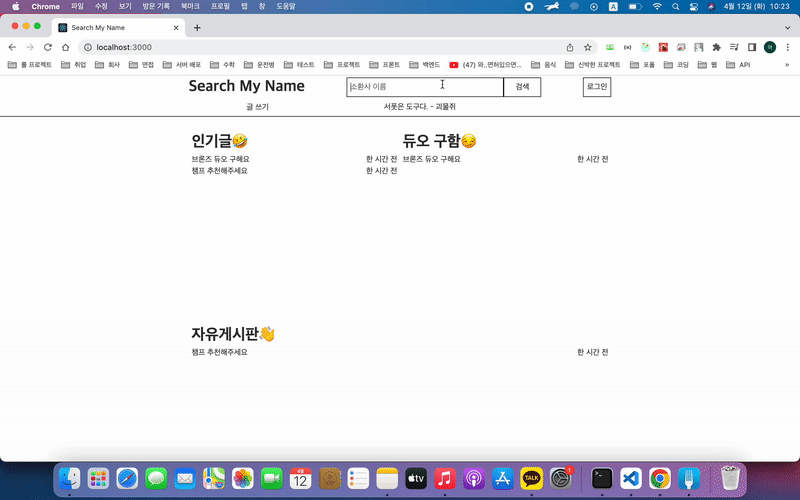 Chrome 파일 수정 보기 방문 기록 북마크 프로필 탭 창 도움말 A 4월 12일 (화) 10:23
Search My Name
localhost:3000
롤 프로젝트 취업 회사 면접 서버 배포 수학 운전병 테스트 프로젝트 프론트 백엔드 (47) 와..면허있으면... 음식 신박한 프로젝트 포폴 코딩 웹 API »
Search My Name 소환사 이름 검색 로그인
글 쓰기 서폿은 도구다. - 괴물쥐
인기글🤣 듀오 구함😏
브론즈 듀오 구해요 한 시간 전 브론즈 듀오 구해요 한 시간 전
챔프 추천해주세요 한 시간 전
자유게시판👋
챔프 추천해주세요 한 시간 전
4월
12
tv
TALK
1